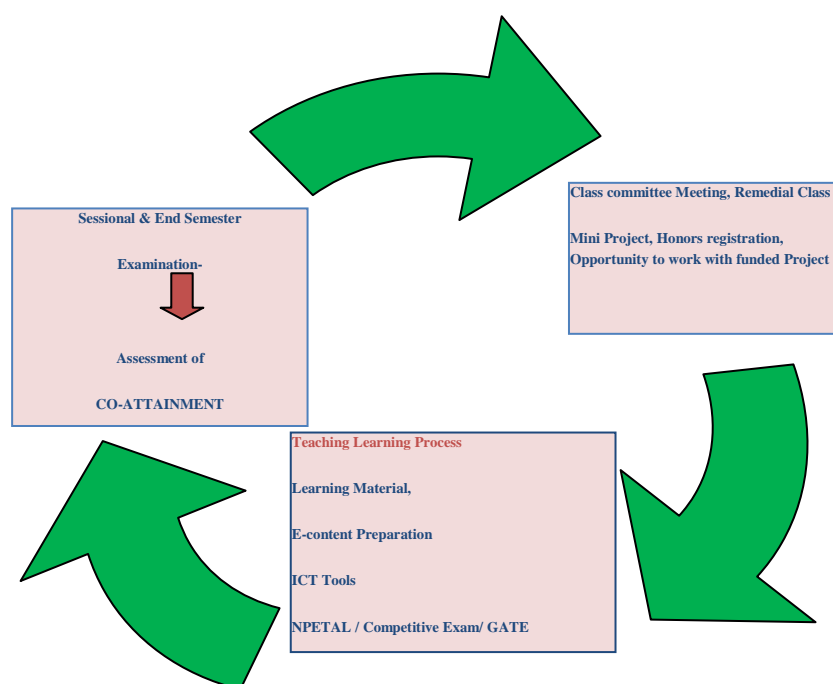 Sessional & End Semester
Examination-
Assessment of
CO-ATTAINMENT
Class committee Meeting, Remedial Class
Mini Project, Honors registration,
Opportunity to work with funded Project
Teaching Learning Process
Learning Material,
E-content Preparation
ICT Tools
NPETAL / Competitive Exam/ GATE